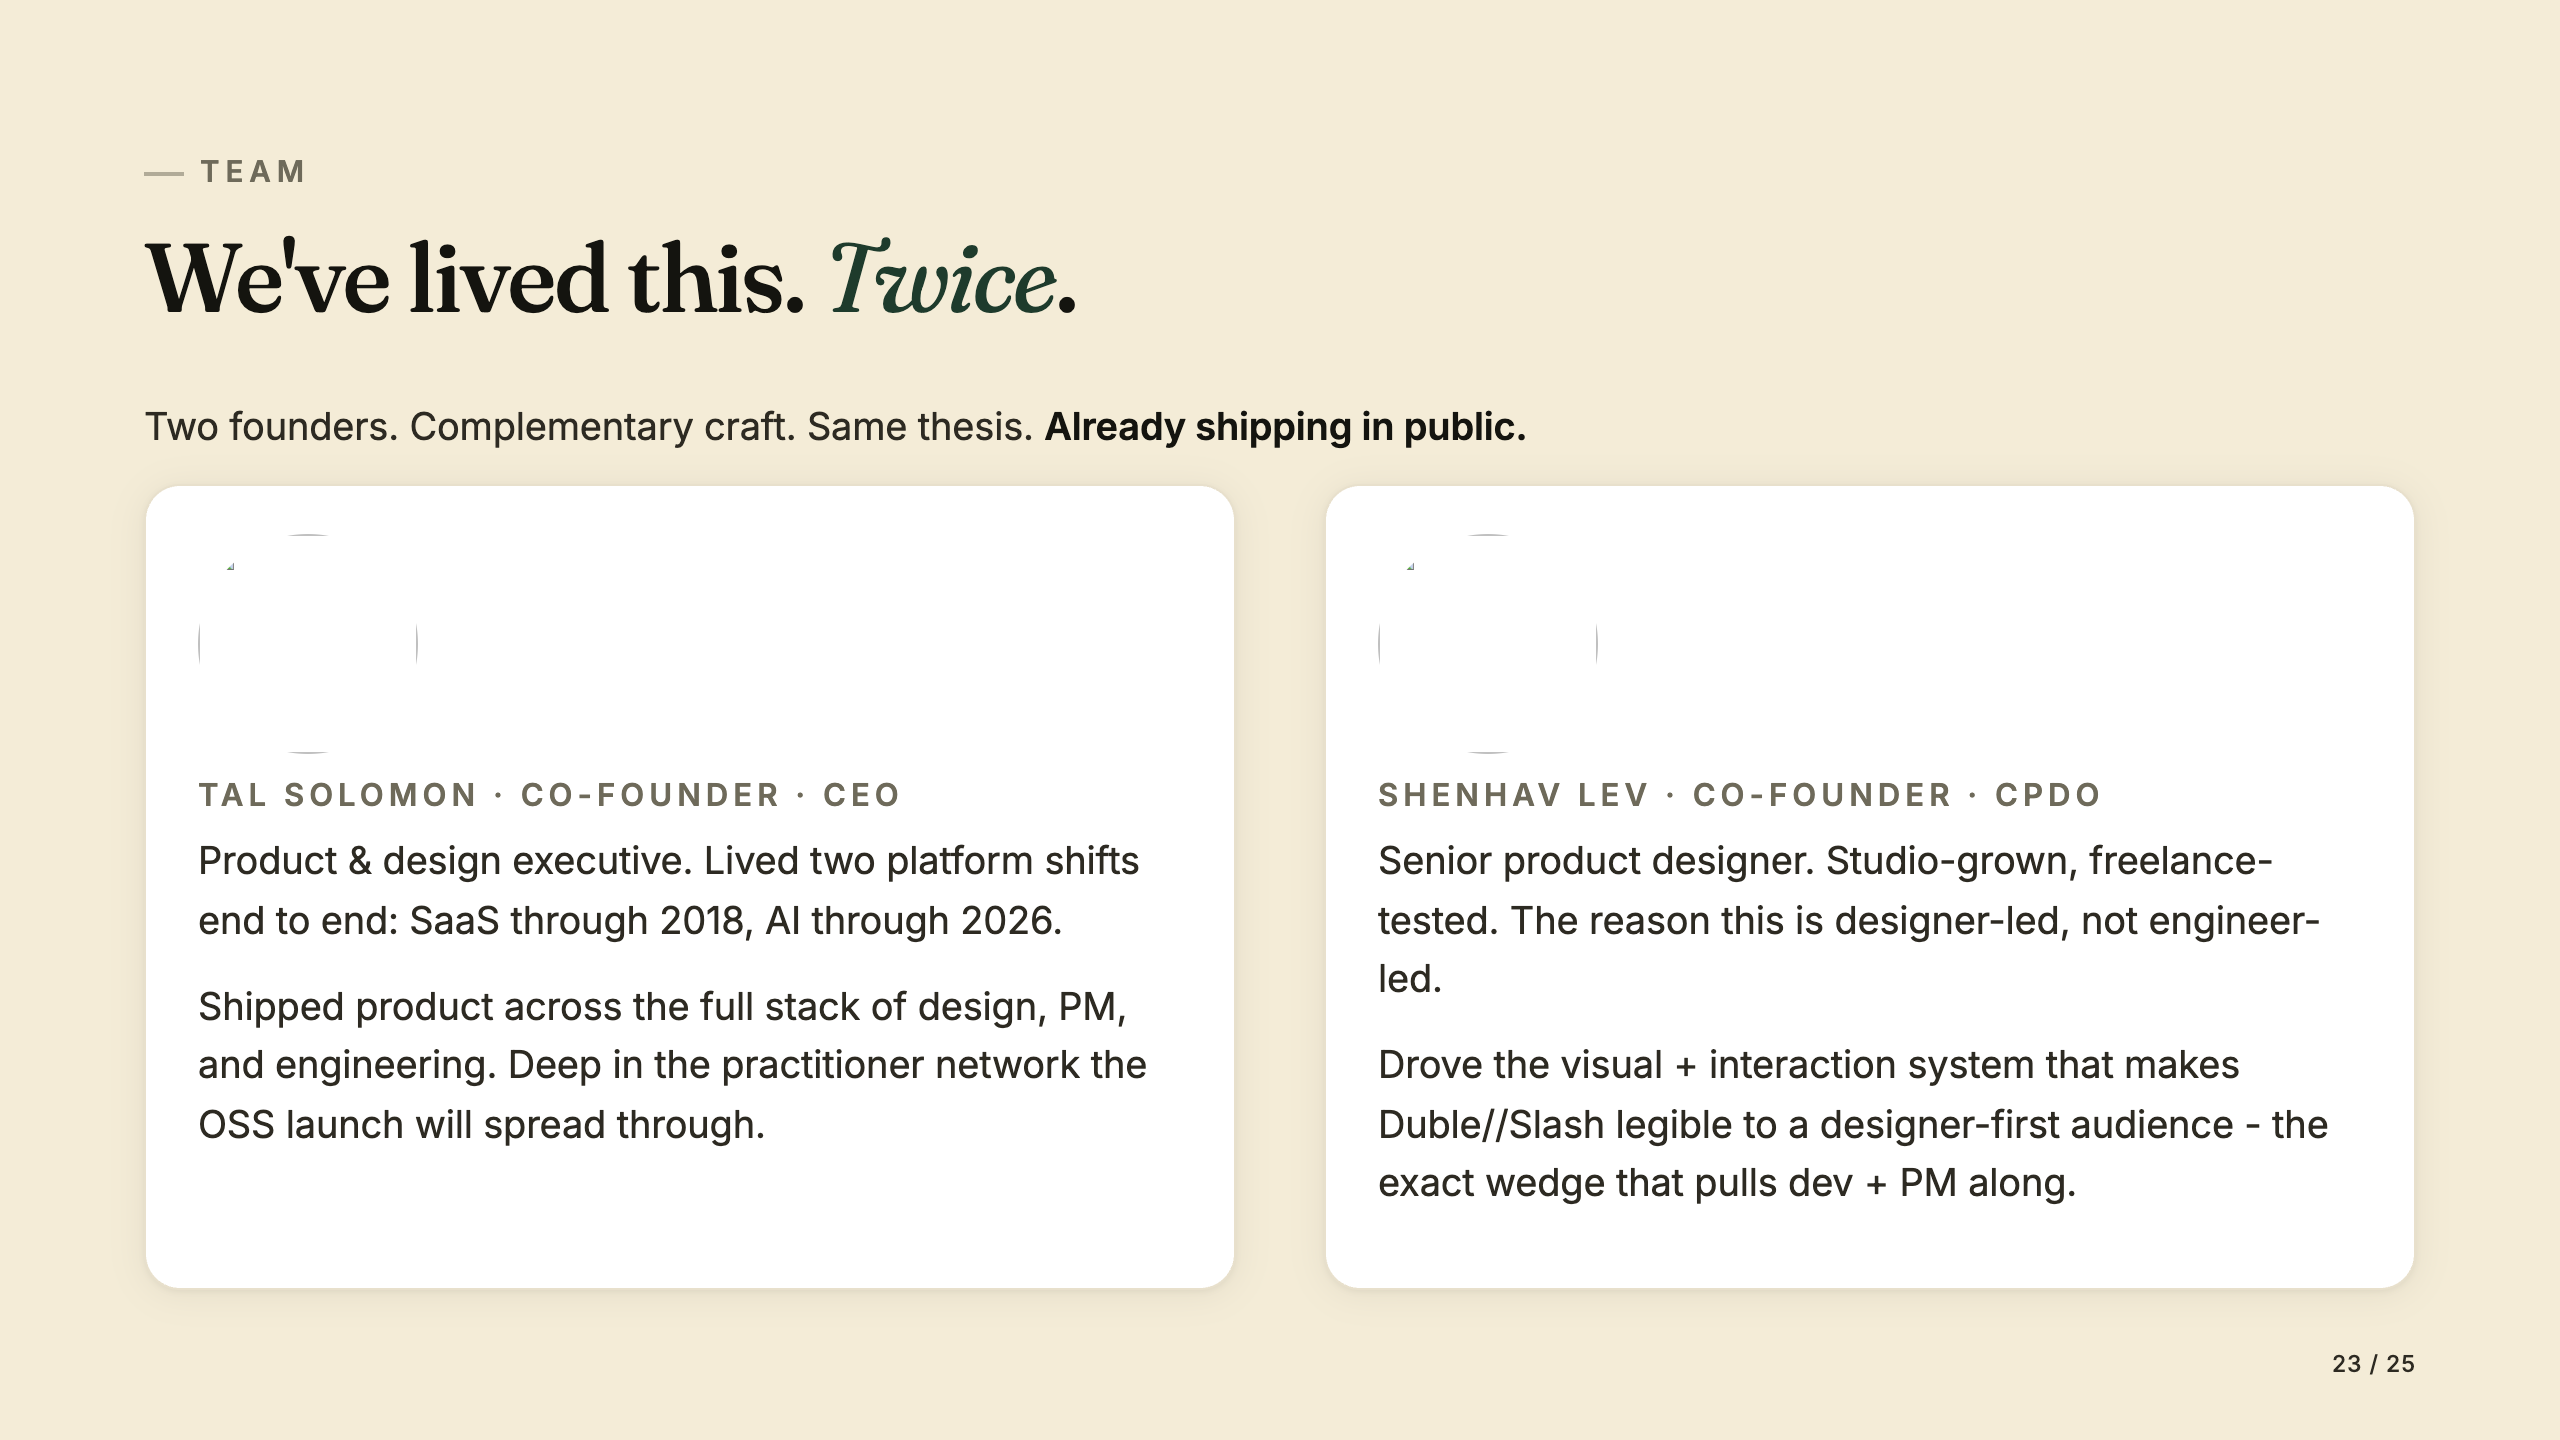 TEAM
We've lived this. Twice.
Two founders. Complementary craft. Same thesis. Already shipping in public.
TAL SOLOMON · CO-FOUNDER · CEO
Product & design executive. Lived two platform shifts
end to end: SaaS through 2018, AI through 2026.
Shipped product across the full stack of design, PM,
and engineering. Deep in the practitioner network the
OSS launch will spread through.
SHENHAV LEV · CO-FOUNDER · CPDO
Senior product designer. Studio-grown, freelance-
tested. The reason this is designer-led, not engineer-
led.
Drove the visual + interaction system that makes
Duble//Slash legible to a designer-first audience - the
exact wedge that pulls dev + PM along.
23 / 25